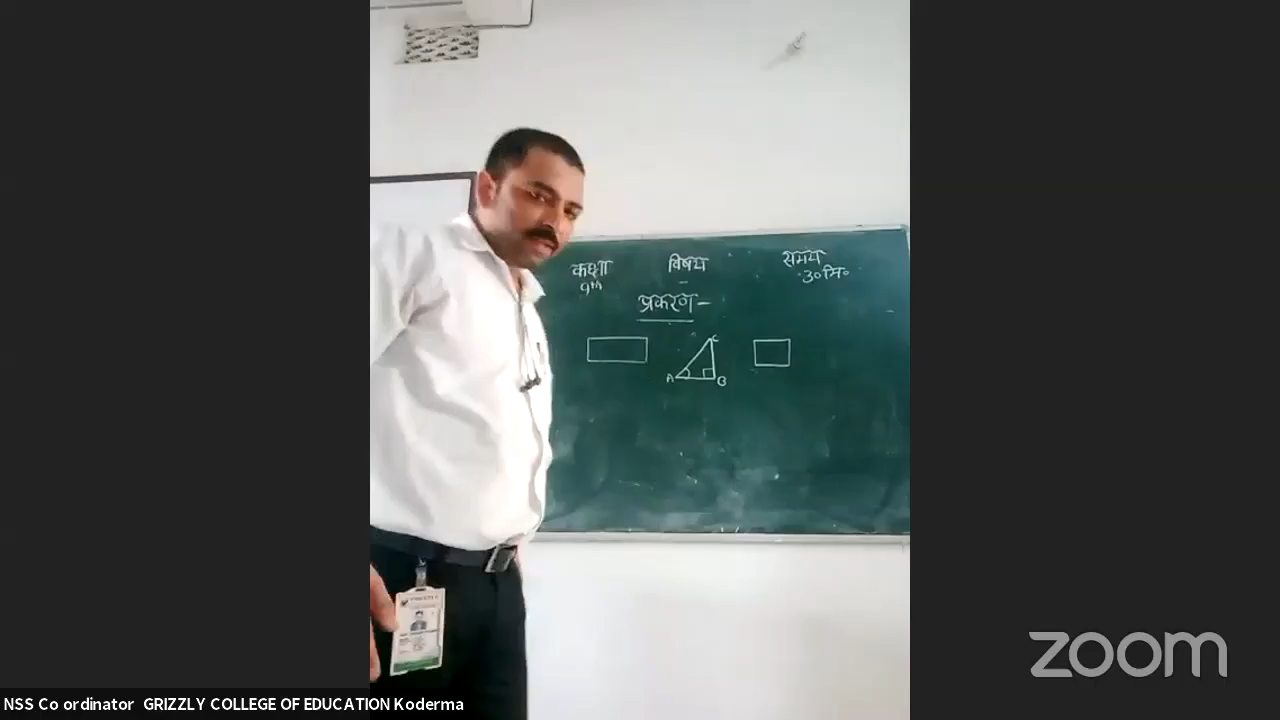 कक्षा विषय समय
9th 30 मि०
प्रकरण -
C
A B
zoom
NSS Co ordinator GRIZZLY COLLEGE OF EDUCATION Koderma